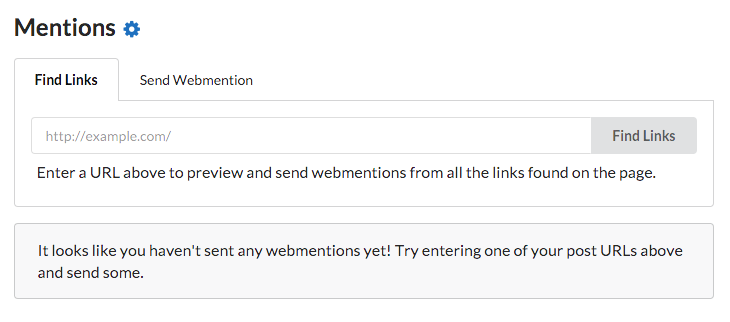 Mentions
Find Links
Send Webmention
http://example.com/
Find Links
Enter a URL above to preview and send webmentions from all the links found on the page.
It looks like you haven't sent any webmentions yet! Try entering one of your post URLs above
and send some.